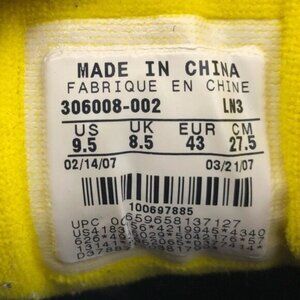 MADE IN CHINA
FABRIQUE EN CHINE
306008-002 LN3
US UK EUR CM
9.5 8.5 43 27.5
02/14/07 03/21/07
100697885
UPC 00659658137127